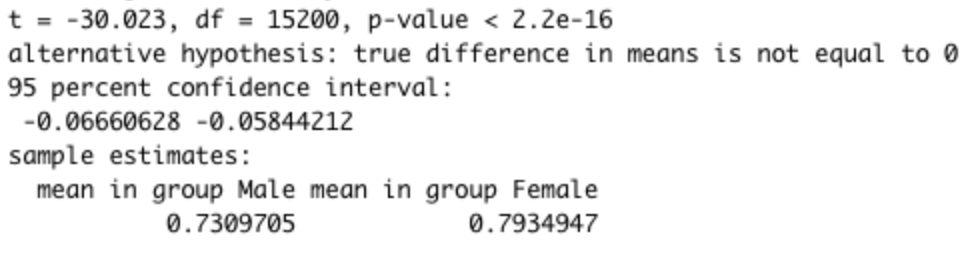 t = -30.023, df = 15200, p-value < 2.2e-16
alternative hypothesis: true difference in means is not equal to 0
95 percent confidence interval:
-0.06660628 -0.05844212
sample estimates:
mean in group Male mean in group Female
0.7309705 0.7934947